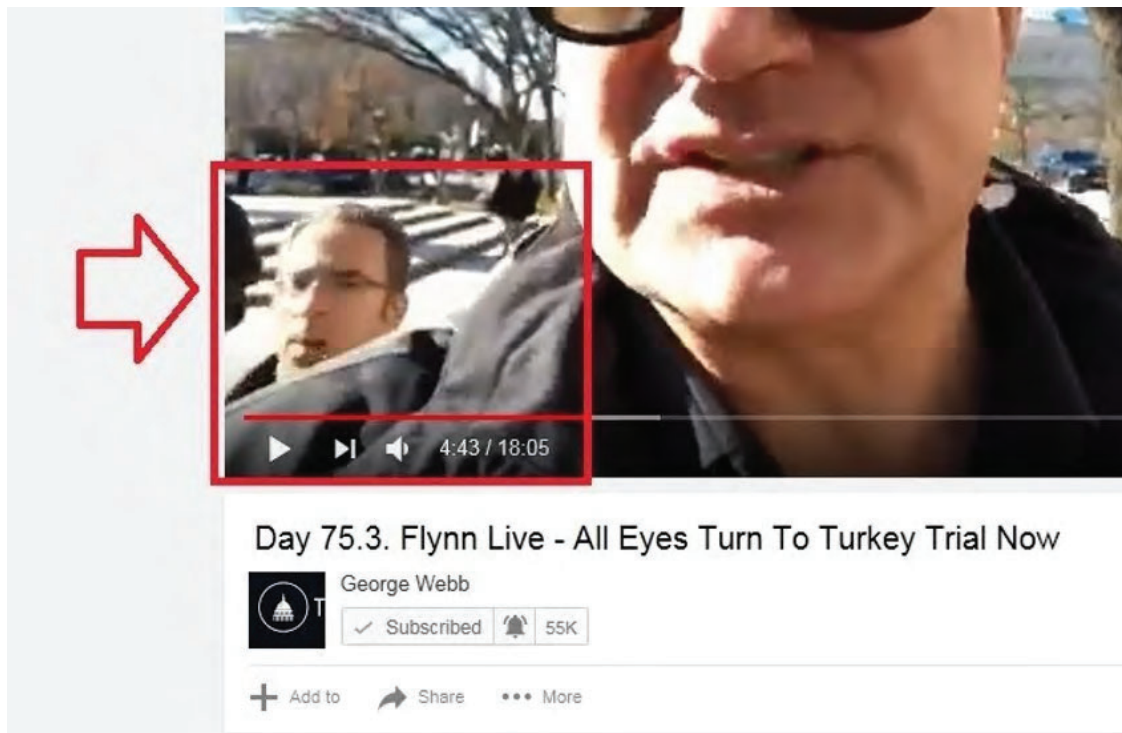 4:43 / 18:05
Day 75.3. Flynn Live - All Eyes Turn To Turkey Trial Now
T
George Webb
Subscribed 55K
Add to Share More